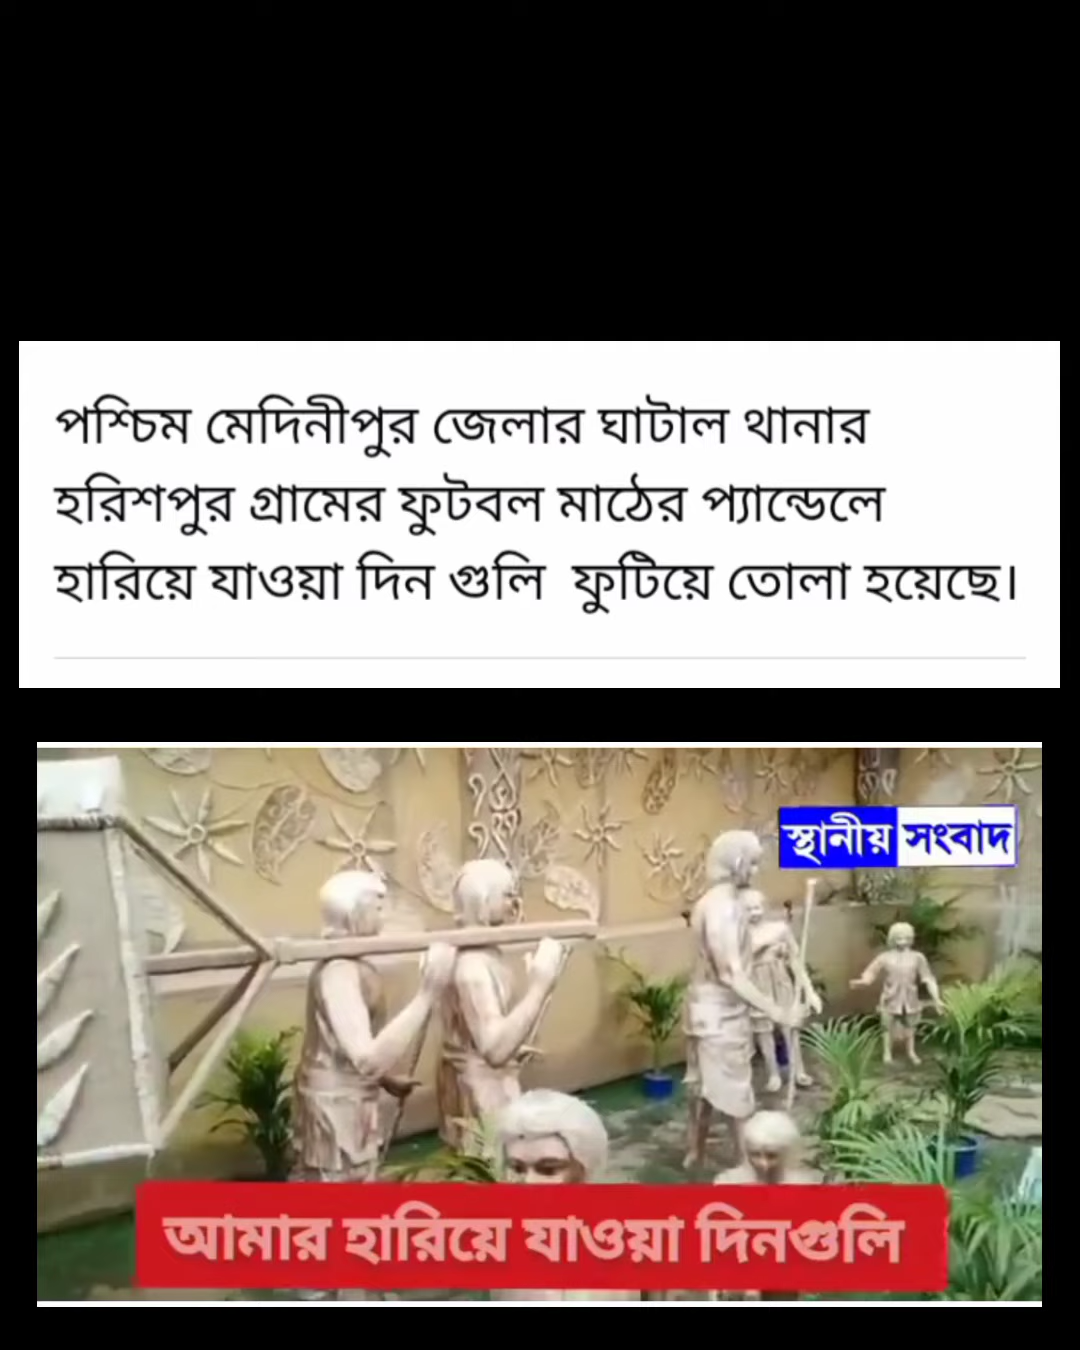 পশ্চিম মেদিনীপুর জেলার ঘাটাল থানার
হরিশপুর গ্রামের ফুটবল মাঠের প্যান্ডেলে
হারিয়ে যাওয়া দিন গুলি ফুটিয়ে তোলা হয়েছে।
স্থানীয় সংবাদ
আমার হারিয়ে যাওয়া দিনগুলি